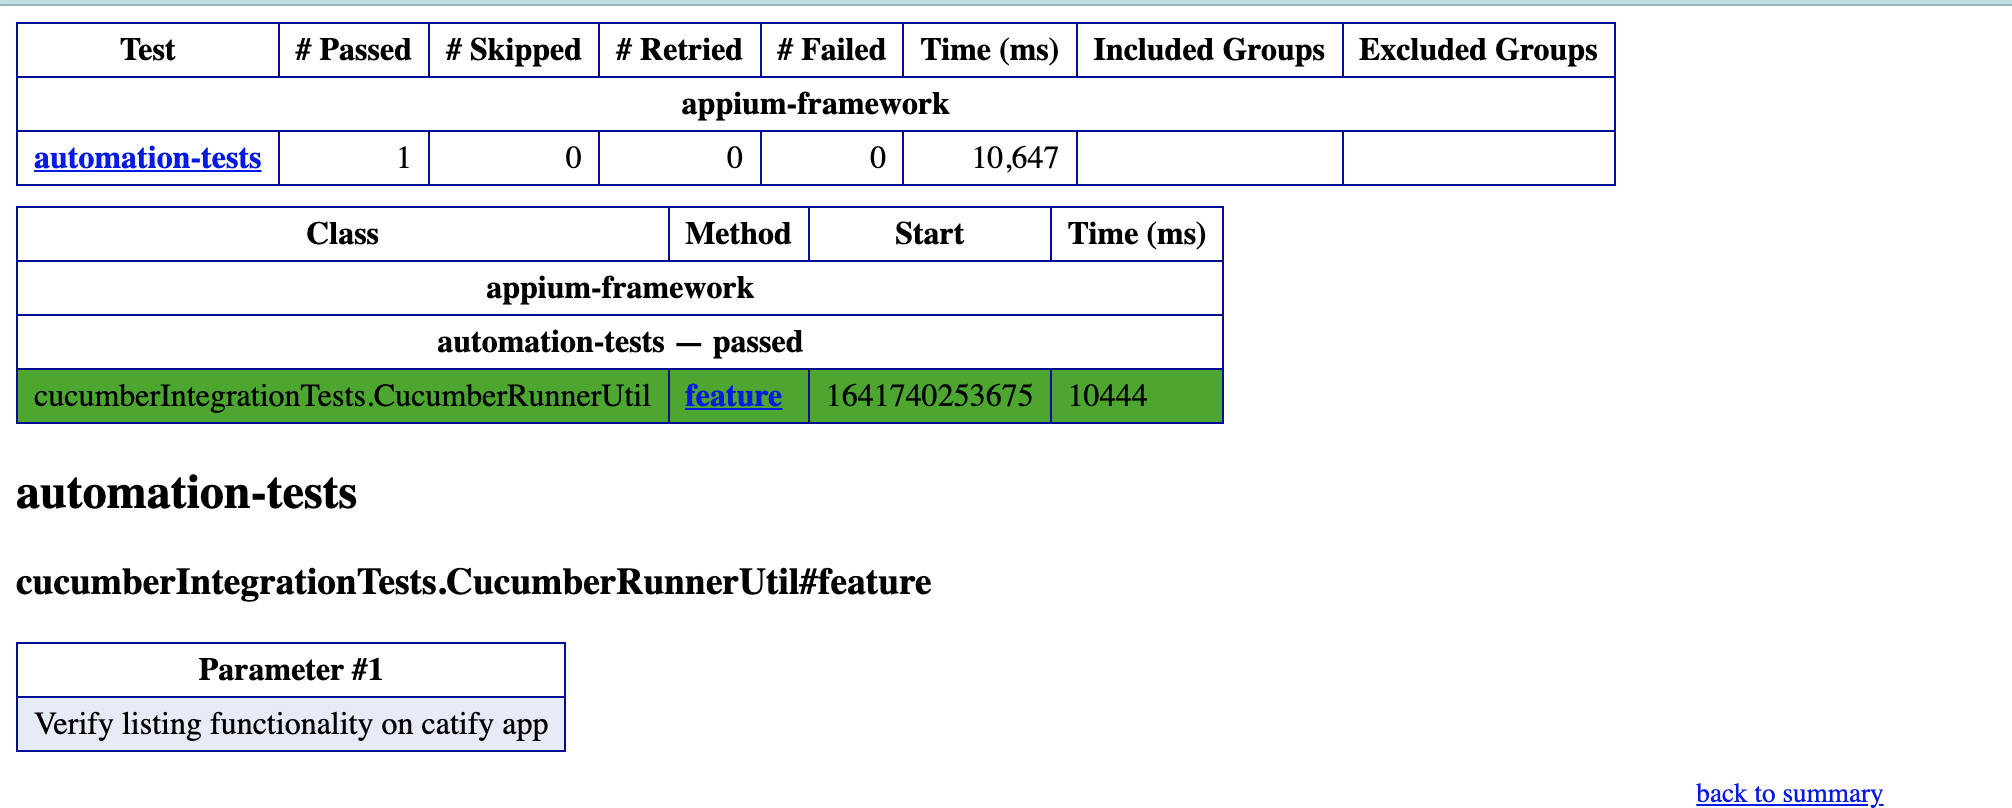 Test # Passed # Skipped # Retried # Failed Time (ms) Included Groups Excluded Groups
appium-framework
automation-tests 1 0 0 0 10,647
Class Method Start Time (ms)
appium-framework
automation-tests — passed
cucumberIntegrationTests.CucumberRunnerUtil feature 1641740253675 10444
automation-tests
cucumberIntegrationTests.CucumberRunnerUtil#feature
Parameter #1
Verify listing functionality on catify app
back to summary